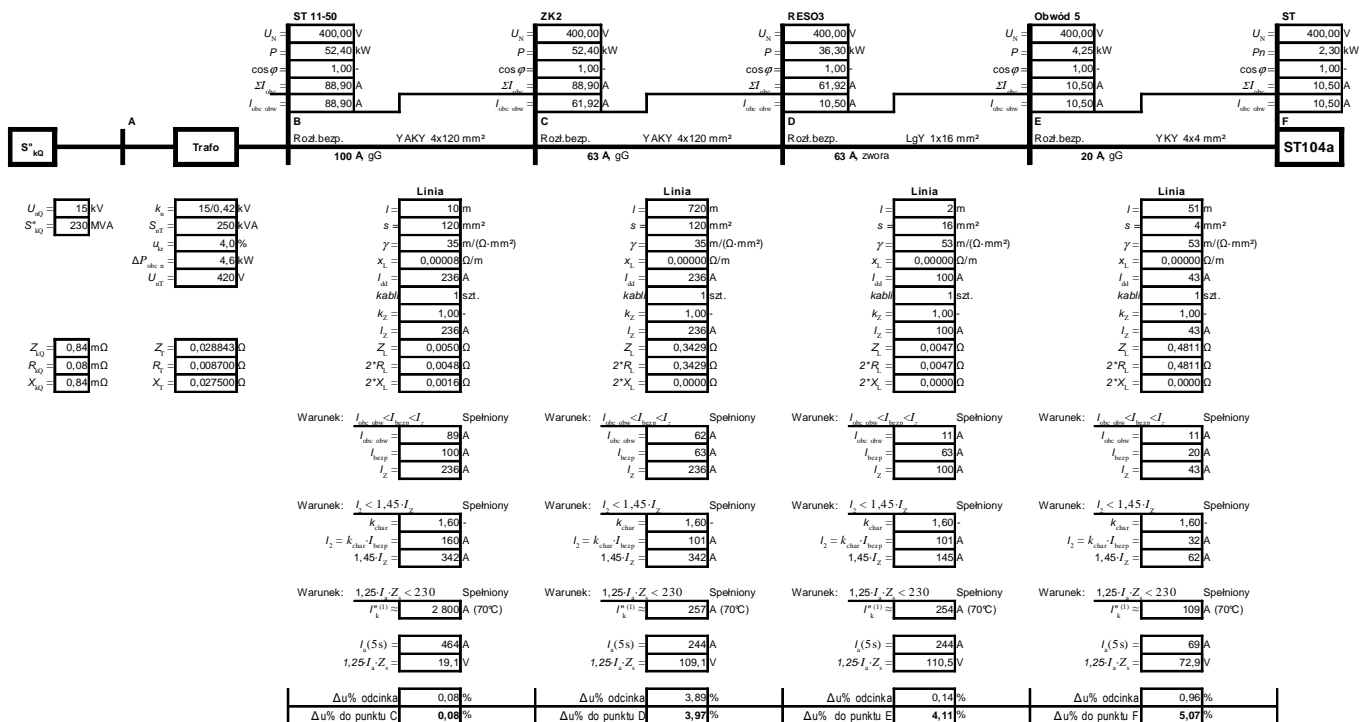 ST 11-50 ZK2 RESO3 Obwód 5 ST
U_N = 400,00 V U_N = 400,00 V U_N = 400,00 V U_N = 400,00 V U_N = 400,00 V
P = 52,40 kW P = 52,40 kW P = 36,30 kW P = 4,25 kW Pn = 2,30 kW
cosφ = 1,00 - cosφ = 1,00 - cosφ = 1,00 - cosφ = 1,00 - cosφ = 1,00 -
ΣI_obc = 88,90 A ΣI_obc = 88,90 A ΣI_obc = 61,92 A ΣI_obc = 10,50 A ΣI_obc = 10,50 A
I_obc obw = 88,90 A I_obc obw = 61,92 A I_obc obw = 10,50 A I_obc obw = 10,50 A I_obc obw = 10,50 A
A B C D E F
S"_kQ Trafo Rozł.bezp. YAKY 4x120 mm² Rozł.bezp. YAKY 4x120 mm² Rozł.bezp. LgY 1x16 mm² Rozł.bezp. YKY 4x4 mm² ST104a
100 A, gG 63 A, gG 63 A, zwora 20 A, gG
Linia Linia Linia Linia
U_nQ = 15 kV k_n = 15/0,42 kV l = 10 m l = 720 m l = 2 m l = 51 m
S"_kQ = 230 MVA S_nT = 250 kVA s = 120 mm² s = 120 mm² s = 16 mm² s = 4 mm²
u_kr = 4,0 % γ = 35 m/(Ω·mm²) γ = 35 m/(Ω·mm²) γ = 53 m/(Ω·mm²) γ = 53 m/(Ω·mm²)
ΔP_obc n = 4,6 kW x_L = 0,00008 Ω/m x_L = 0,00000 Ω/m x_L = 0,00000 Ω/m x_L = 0,00000 Ω/m
U_nT = 420 V I_dd = 236 A I_dd = 236 A I_dd = 100 A I_dd = 43 A
kabli 1 szt. kabli 1 szt. kabli 1 szt. kabli 1 szt.
k_Z = 1,00 - k_Z = 1,00 - k_Z = 1,00 - k_Z = 1,00 -
I_Z = 236 A I_Z = 236 A I_Z = 100 A I_Z = 43 A
Z_kQ = 0,84 mΩ Z_T = 0,028843 Ω Z_L = 0,0050 Ω Z_L = 0,3429 Ω Z_L = 0,0047 Ω Z_L = 0,4811 Ω
R_kQ = 0,08 mΩ R_T = 0,008700 Ω 2*R_L = 0,0048 Ω 2*R_L = 0,3429 Ω 2*R_L = 0,0047 Ω 2*R_L = 0,4811 Ω
X_kQ = 0,84 mΩ X_T = 0,027500 Ω 2*X_L = 0,0016 Ω 2*X_L = 0,0000 Ω 2*X_L = 0,0000 Ω 2*X_L = 0,0000 Ω
Warunek: I_obc obw<I_bezp<I_z Spełniony Warunek: I_obc obw<I_bezp<I_z Spełniony Warunek: I_obc obw<I_bezp<I_z Spełniony Warunek: I_obc obw<I_bezp<I_z Spełniony
I_obc obw = 89 A I_obc obw = 62 A I_obc obw = 11 A I_obc obw = 11 A
I_bezp = 100 A I_bezp = 63 A I_bezp = 63 A I_bezp = 20 A
I_Z = 236 A I_Z = 236 A I_Z = 100 A I_Z = 43 A
Warunek: I_2 < 1,45·I_Z Spełniony Warunek: I_2 < 1,45·I_Z Spełniony Warunek: I_2 < 1,45·I_Z Spełniony Warunek: I_2 < 1,45·I_Z Spełniony
k_char = 1,60 - k_char = 1,60 - k_char = 1,60 - k_char = 1,60 -
I_2 = k_char·I_bezp = 160 A I_2 = k_char·I_bezp = 101 A I_2 = k_char·I_bezp = 101 A I_2 = k_char·I_bezp = 32 A
1,45·I_Z = 342 A 1,45·I_Z = 342 A 1,45·I_Z = 145 A 1,45·I_Z = 62 A
Warunek: 1,25·I_a·Z_s < 230 Spełniony Warunek: 1,25·I_a·Z_s < 230 Spełniony Warunek: 1,25·I_a·Z_s < 230 Spełniony Warunek: 1,25·I_a·Z_s < 230 Spełniony
I"_k^(1) ≈ 2 800 A (70°C) I"_k^(1) ≈ 257 A (70°C) I"_k^(1) ≈ 254 A (70°C) I"_k^(1) ≈ 109 A (70°C)
I_a(5s) = 464 A I_a(5s) = 244 A I_a(5s) = 244 A I_a(5s) = 69 A
1,25·I_a·Z_s = 19,1 V 1,25·I_a·Z_s = 109,1 V 1,25·I_a·Z_s = 110,5 V 1,25·I_a·Z_s = 72,9 V
Δu% odcinka 0,08 % Δu% odcinka 3,89 % Δu% odcinka 0,14 % Δu% odcinka 0,96 %
Δu% do punktu C 0,08 % Δu% do punktu D 3,97 % Δu% do punktu E 4,11 % Δu% do punktu F 5,07 %